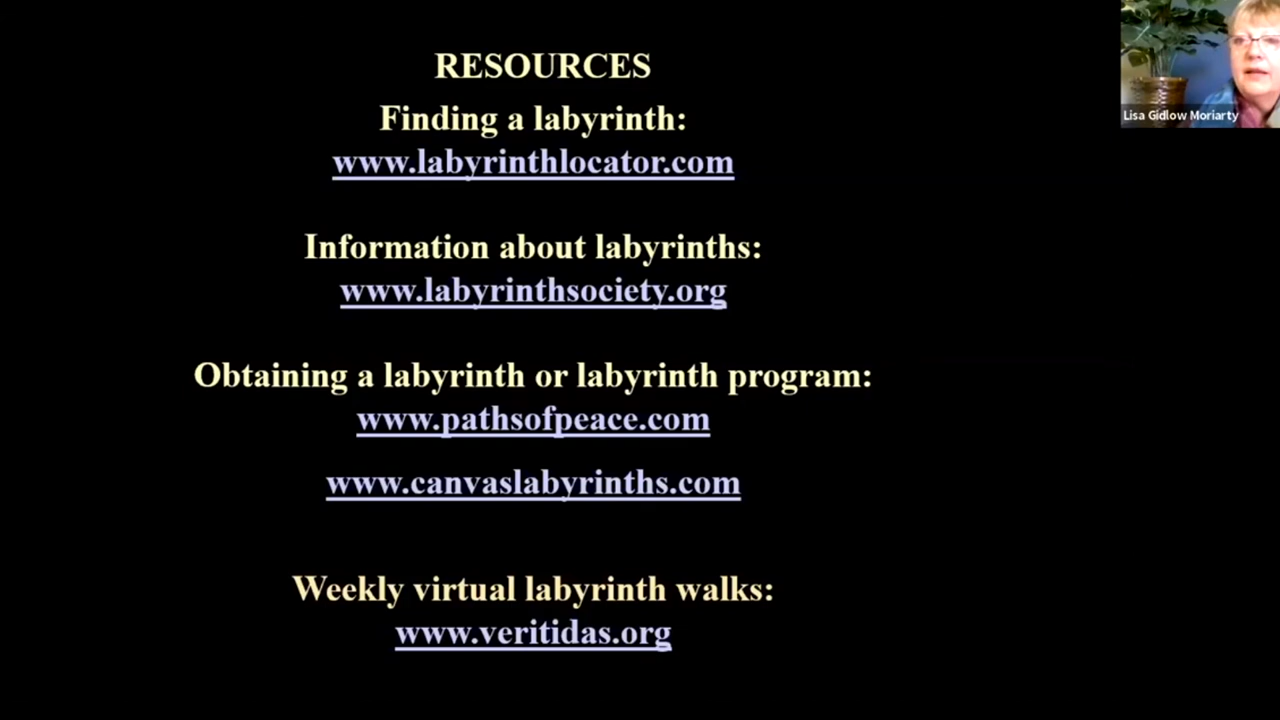 RESOURCES
Finding a labyrinth:
www.labyrinthlocator.com
Information about labyrinths:
www.labyrinthsociety.org
Obtaining a labyrinth or labyrinth program:
www.pathsofpeace.com
www.canvaslabyrinths.com
Weekly virtual labyrinth walks:
www.veritidas.org
Lisa Gidlow Moriarty